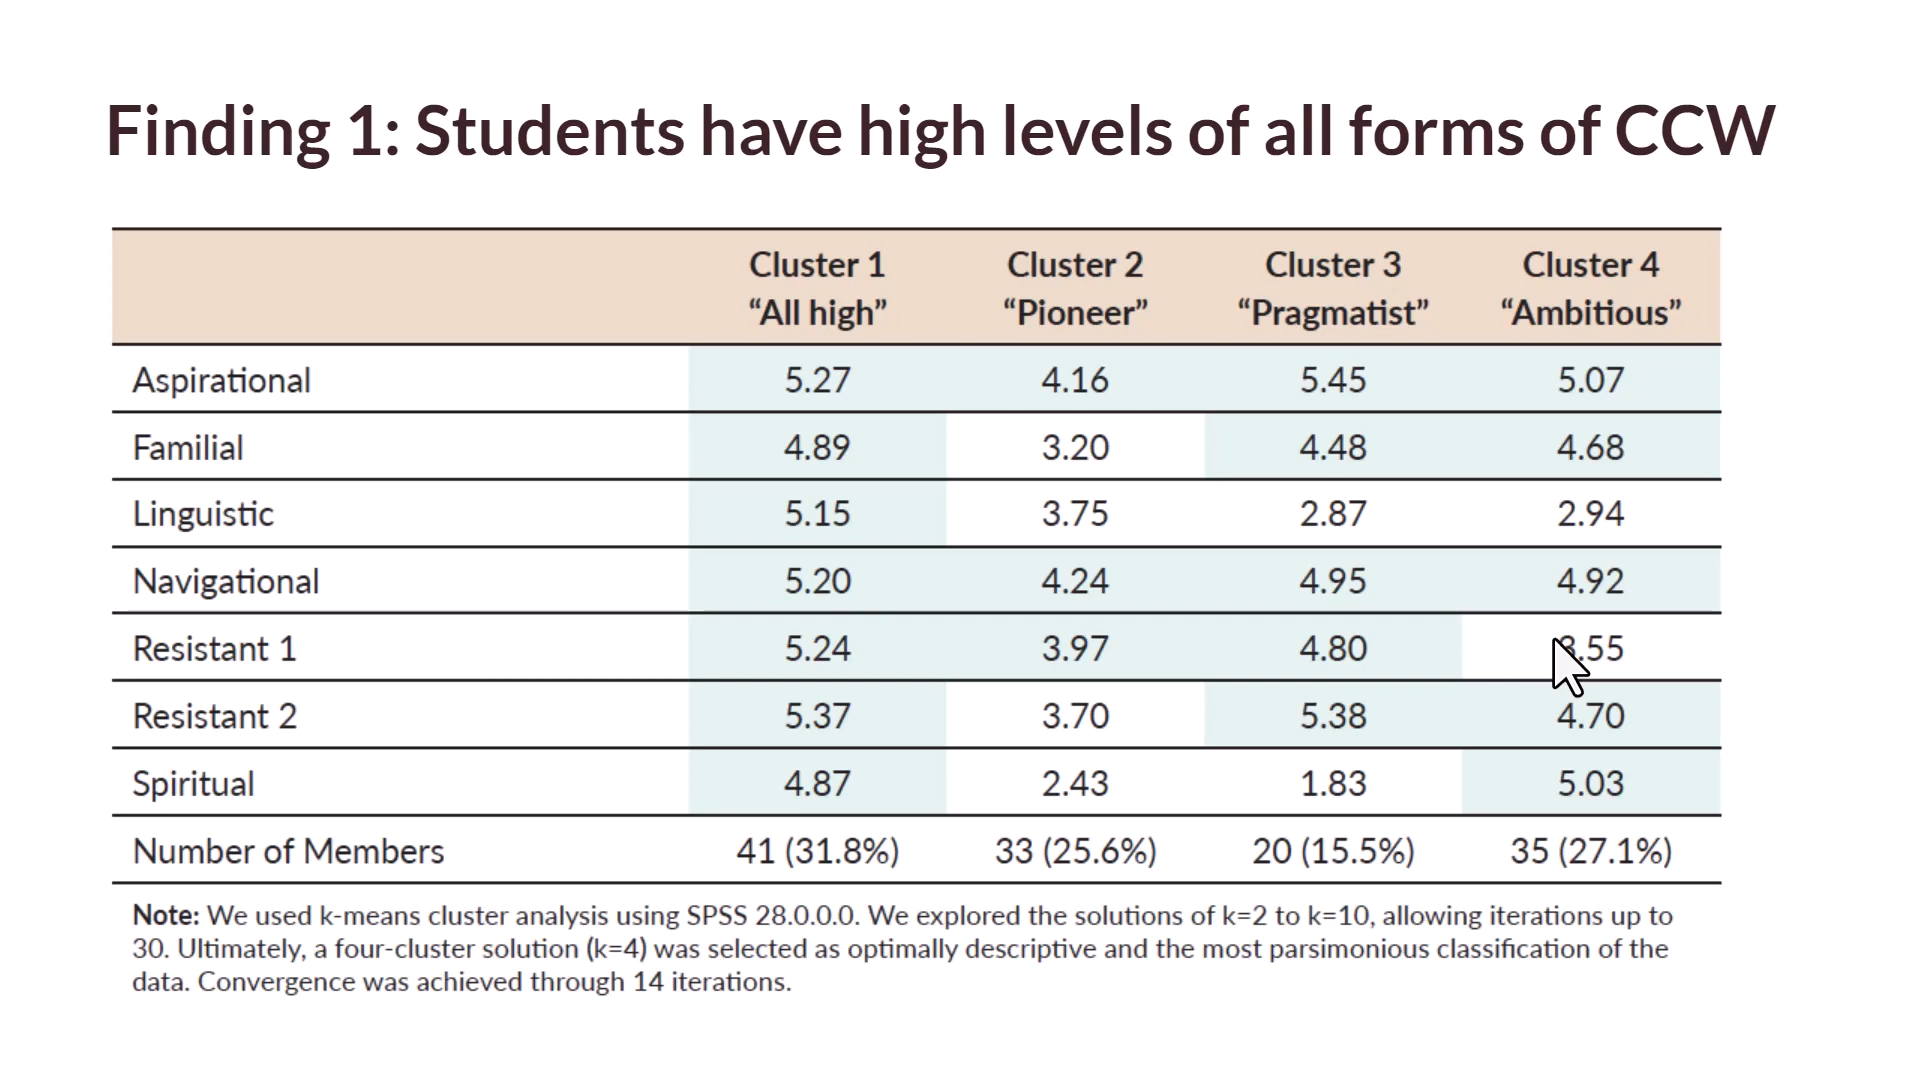 Finding 1: Students have high levels of all forms of CCW
Cluster 1 Cluster 2 Cluster 3 Cluster 4
“All high” “Pioneer” “Pragmatist” “Ambitious”
Aspirational 5.27 4.16 5.45 5.07
Familial 4.89 3.20 4.48 4.68
Linguistic 5.15 3.75 2.87 2.94
Navigational 5.20 4.24 4.95 4.92
Resistant 1 5.24 3.97 4.80 3.55
Resistant 2 5.37 3.70 5.38 4.70
Spiritual 4.87 2.43 1.83 5.03
Number of Members 41 (31.8%) 33 (25.6%) 20 (15.5%) 35 (27.1%)
Note: We used k-means cluster analysis using SPSS 28.0.0.0. We explored the solutions of k=2 to k=10, allowing iterations up to
30. Ultimately, a four-cluster solution (k=4) was selected as optimally descriptive and the most parsimonious classification of the
data. Convergence was achieved through 14 iterations.